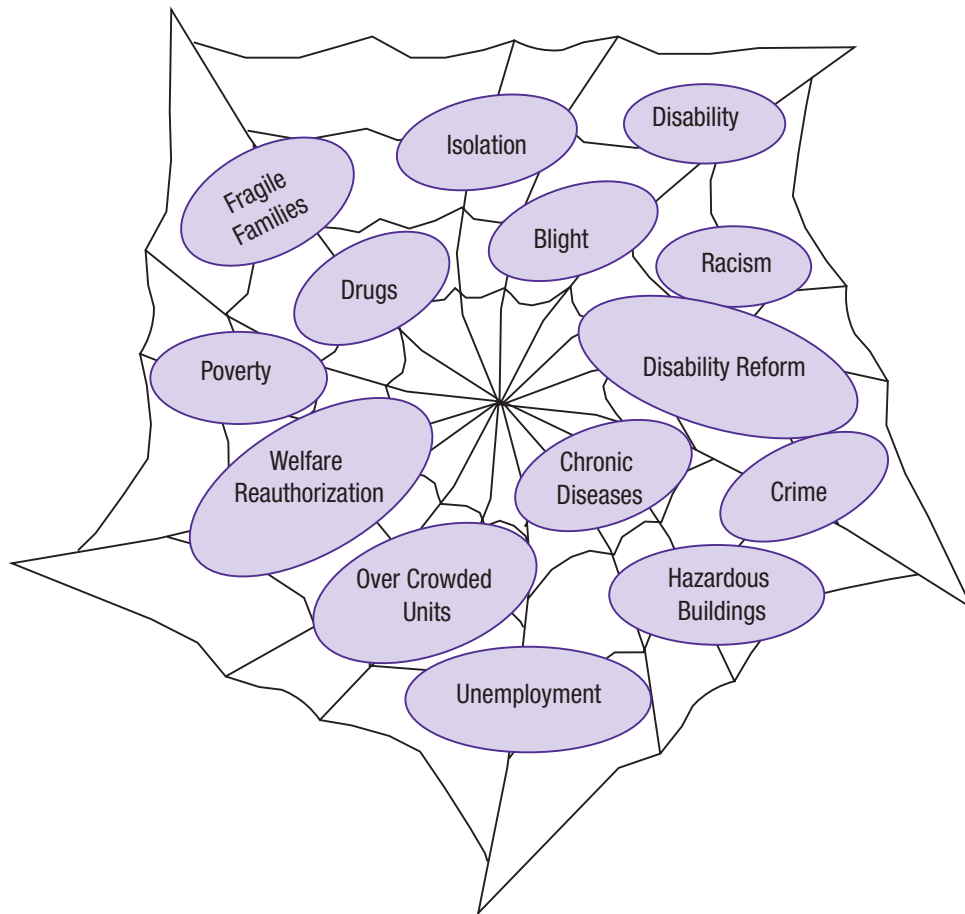 Disability
Isolation
Fragile
Families
Blight
Racism
Drugs
Disability Reform
Poverty
Welfare
Reauthorization
Chronic
Diseases
Crime
Over Crowded
Units
Hazardous
Buildings
Unemployment